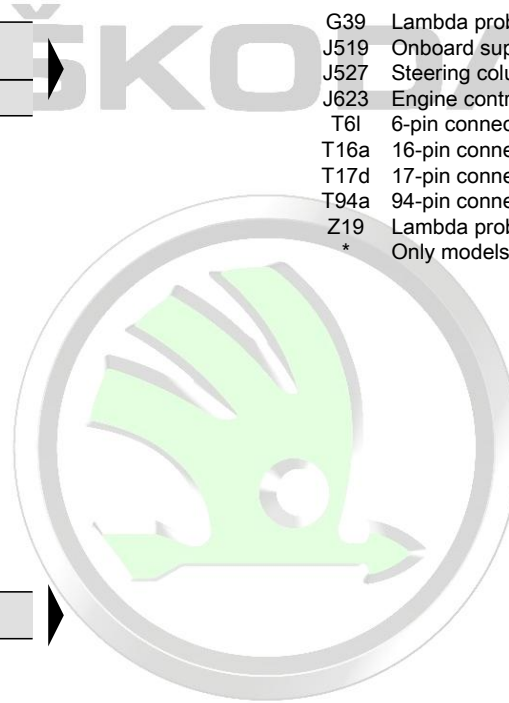 ŠKODA
G39 Lambda prob
J519 Onboard sup
J527 Steering colu
J623 Engine contr
T6l 6-pin connec
T16a 16-pin conne
T17d 17-pin conne
T94a 94-pin conne
Z19 Lambda prob
* Only models